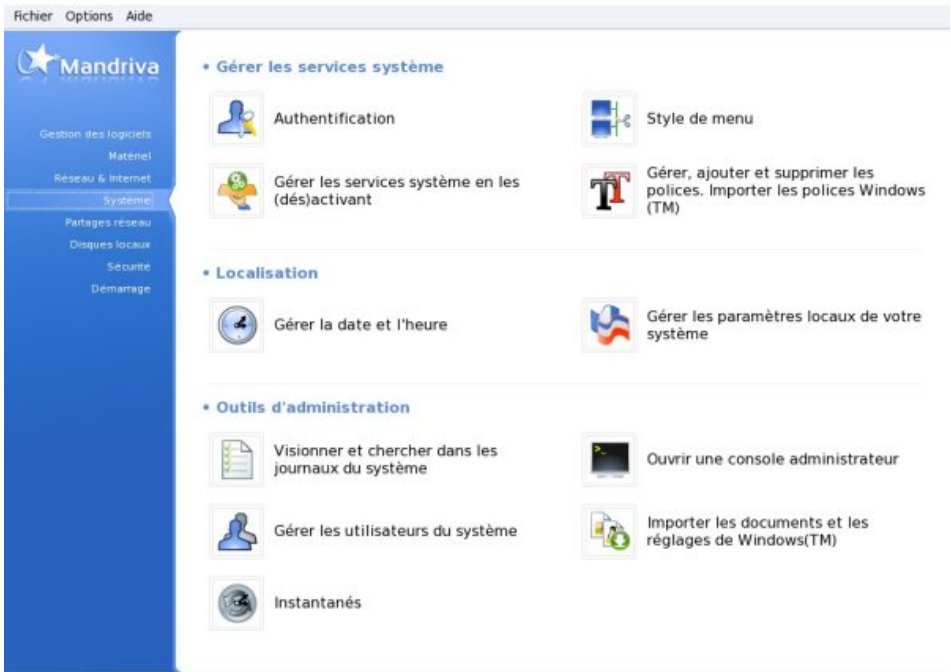 Fichier Options Aide
Mandriva
Gestion des logiciels
Matériel
Réseau & Internet
Système
Partages réseau
Disques locaux
Sécurité
Démarrage
• Gérer les services système
Authentification
Style de menu
Gérer les services système en les
(dés)activant
Gérer, ajouter et supprimer les
polices. Importer les polices Windows
(TM)
• Localisation
Gérer la date et l'heure
Gérer les paramètres locaux de votre
système
• Outils d'administration
Visionner et chercher dans les
journaux du système
Ouvrir une console administrateur
Gérer les utilisateurs du système
Importer les documents et les
réglages de Windows(TM)
Instantanés